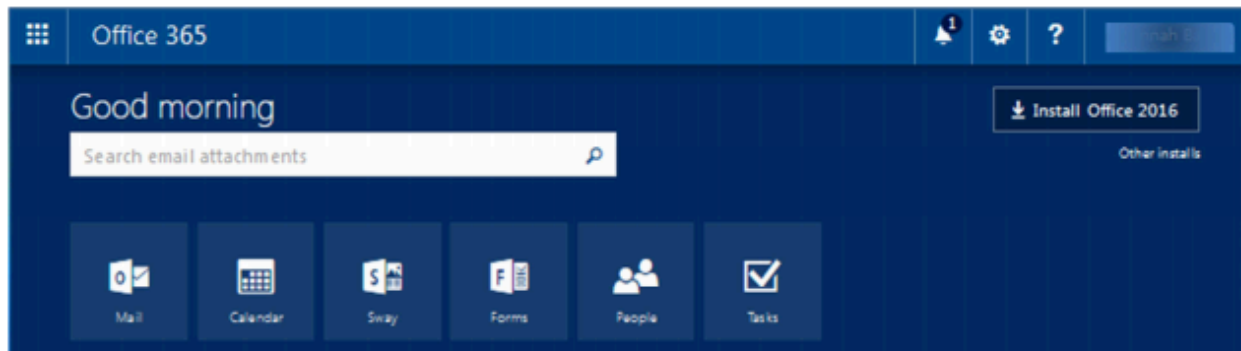 Office 365
1
?
Good morning
Install Office 2016
Search email attachments
Other installs
Mail
Calendar
Sway
Forms
People
Tasks